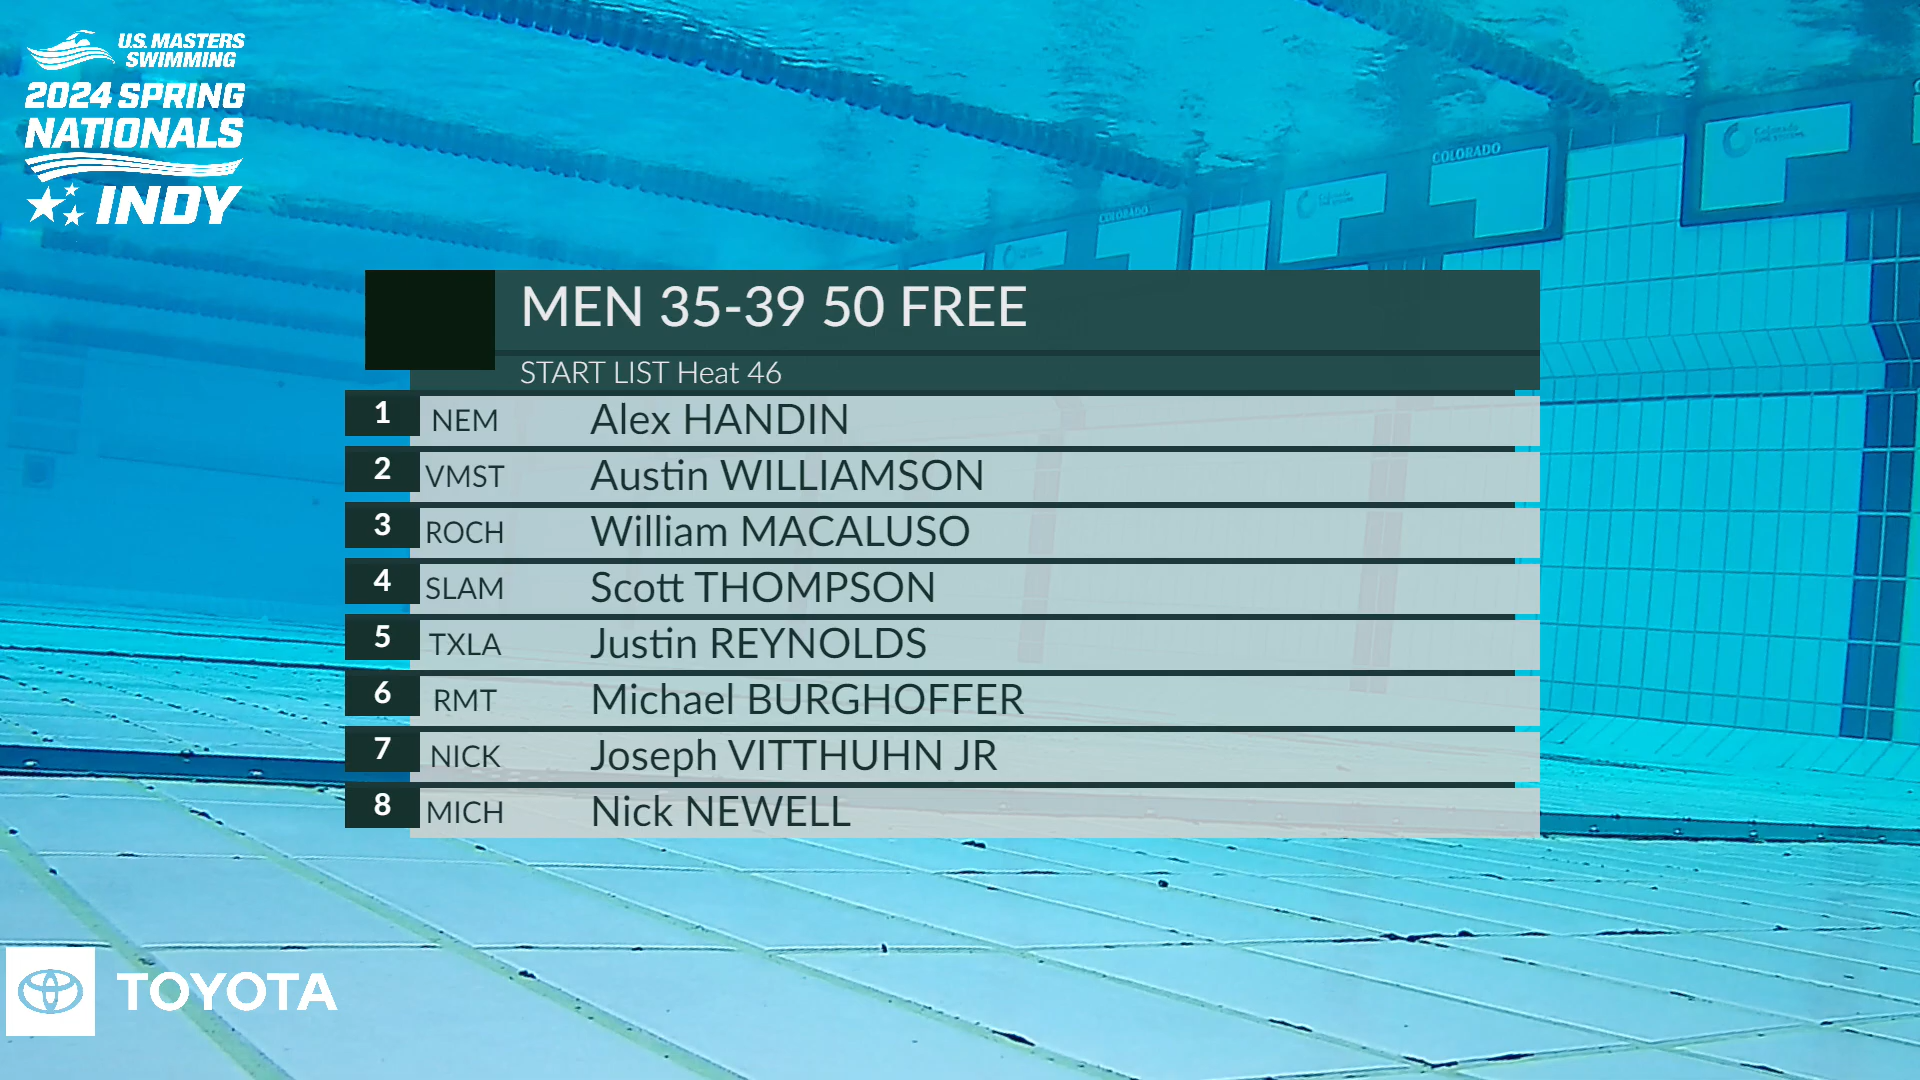 U.S. MASTERS
SWIMMING
2024 SPRING
NATIONALS
INDY
COLORADO
COLORADO
Colorado
MEN 35-39 50 FREE
START LIST Heat 46
1 NEM Alex HANDIN
2 VMST Austin WILLIAMSON
3 ROCH William MACALUSO
4 SLAM Scott THOMPSON
5 TXLA Justin REYNOLDS
6 RMT Michael BURGHOFFER
7 NICK Joseph VITTHUHN JR
8 MICH Nick NEWELL
TOYOTA